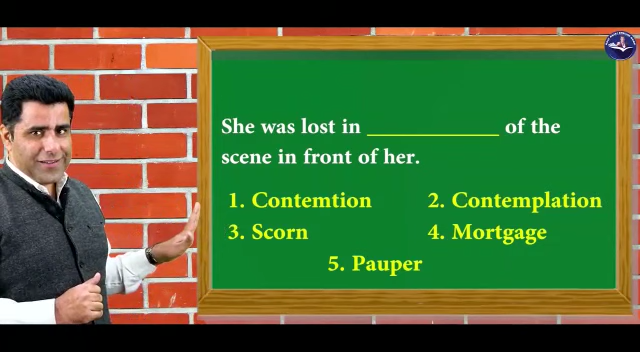 She was lost in ____________ of the
scene in front of her.
1. Contemtion 2. Contemplation
3. Scorn 4. Mortgage
5. Pauper